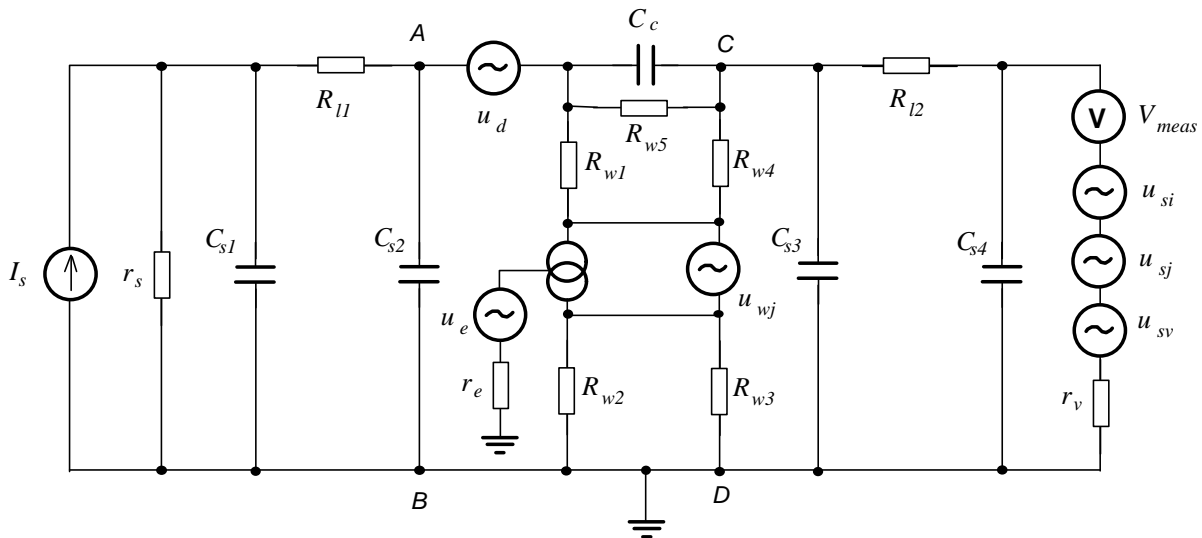 A
C_c
C
R_l1
u_d
R_w5
R_l2
V
V_meas
R_w1
R_w4
u_si
I_s
r_s
C_s1
C_s2
C_s3
C_s4
u_sj
u_e
u_wj
u_sv
r_e
R_w2
R_w3
r_v
B
D